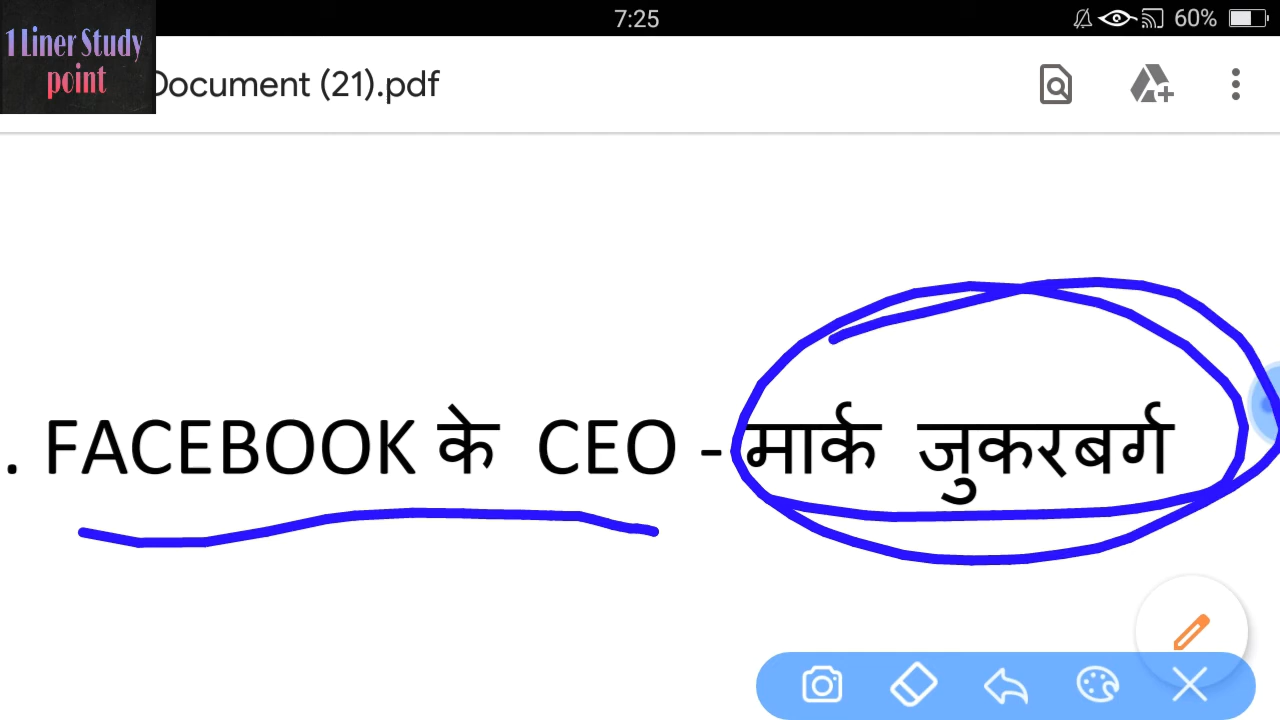 7:25
60%
1 Liner Study
point
Document (21).pdf
. FACEBOOK के CEO - मार्क जुकरबर्ग